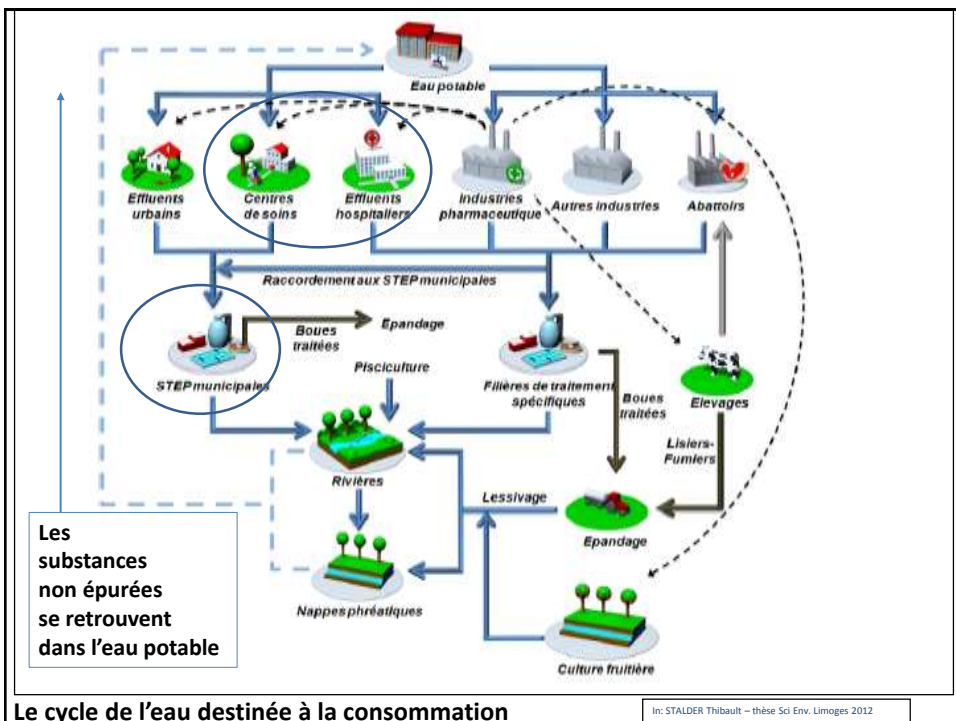 Eau potable
Effluents
urbains
Centres
de soins
Effluents
hospitaliers
Industries
pharmaceutique
Autres industries
Abattoirs
Raccordement aux STEP municipales
Boues
traitées
Epandage
STEP municipales
Pisciculture
Filières de traitement
spécifiques
Boues
traitées
Elevages
Lisiers-
Fumiers
Rivières
Lessivage
Epandage
Les
substances
non épurées
se retrouvent
dans l'eau potable
Nappes phréatiques
Culture fruitière
Le cycle de l'eau destinée à la consommation
In: STALDER Thibault – thèse Sci Env. Limoges 2012